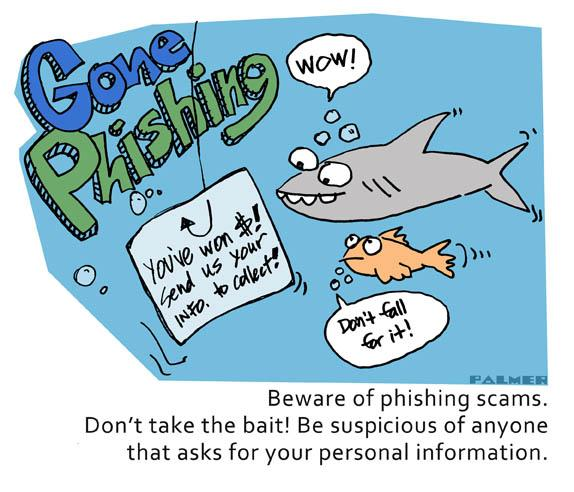 Gone
Phishing
WOW!
You've won $!
Send us your
INFO. to collect!
Don't fall
for it!
PALMER
Beware of phishing scams.
Don’t take the bait! Be suspicious of anyone
that asks for your personal information.